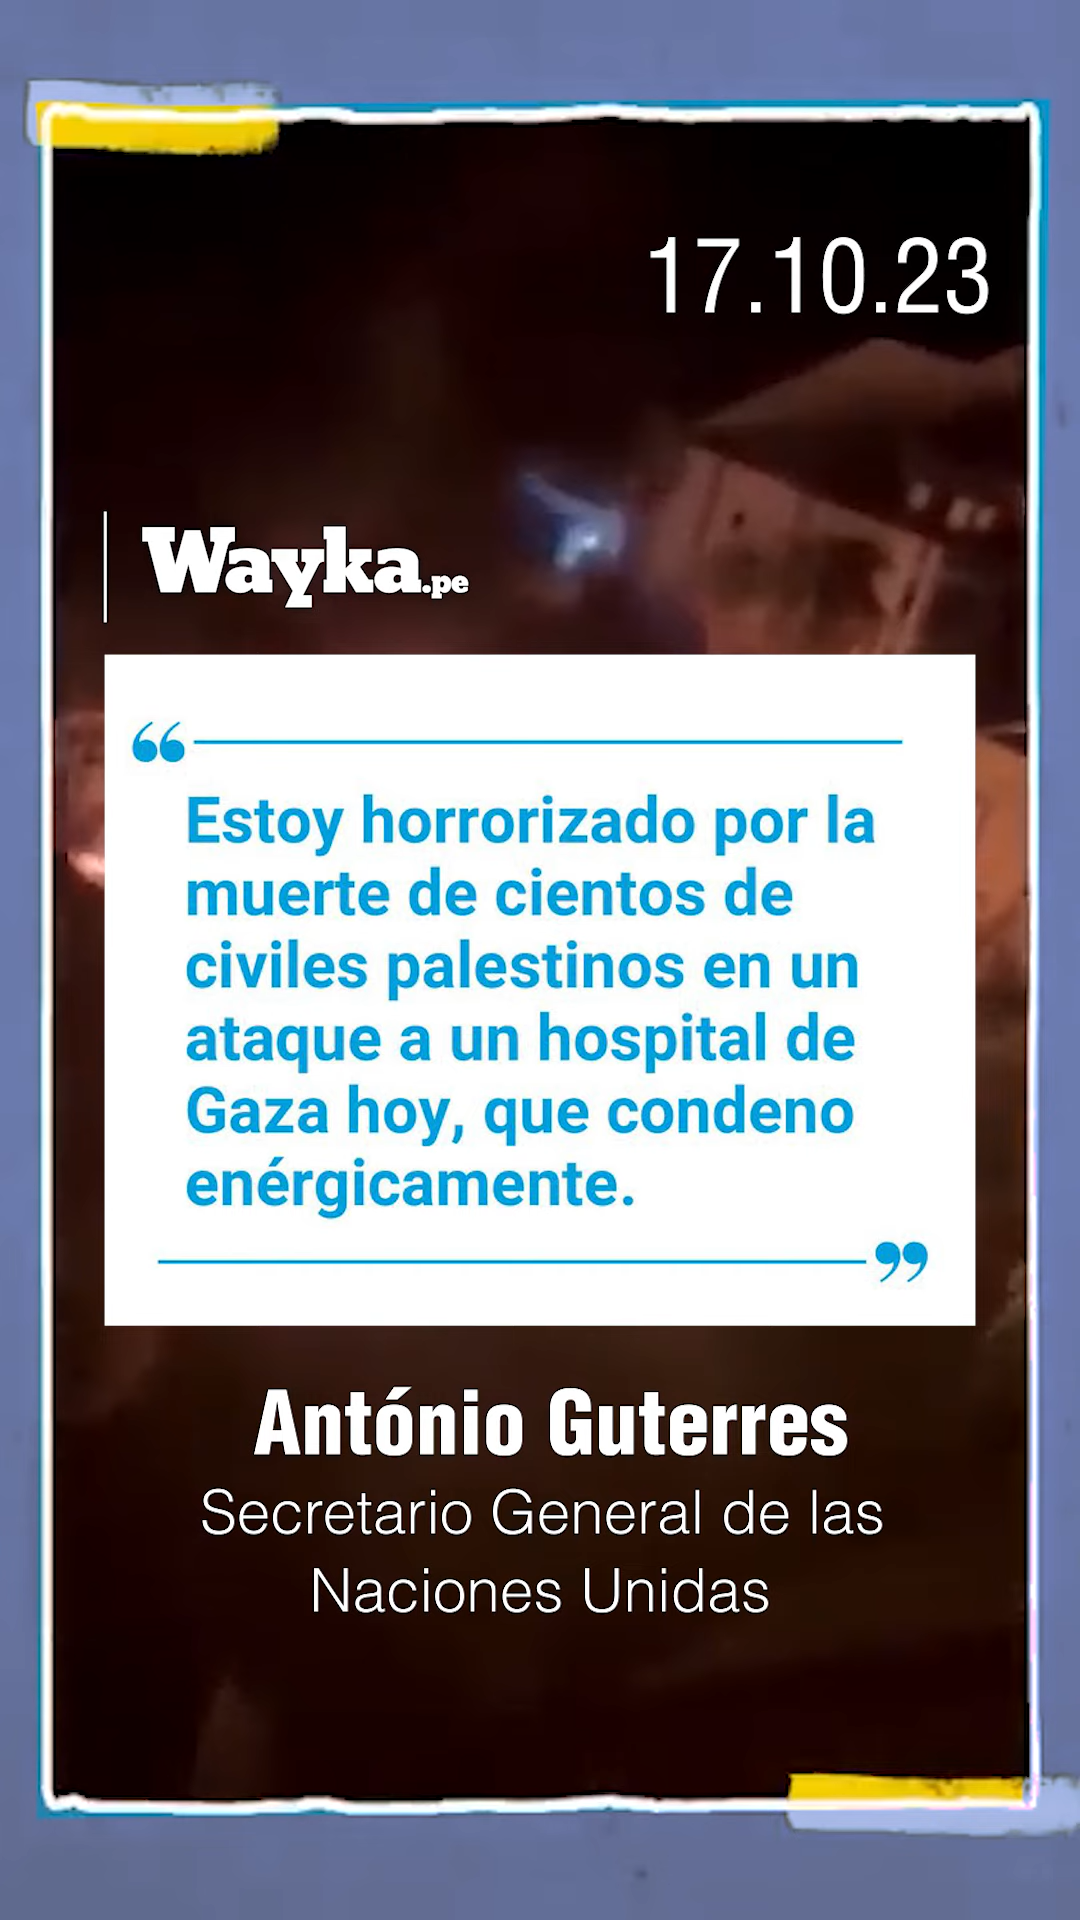 17.10.23
Wayka.pe
“
Estoy horrorizado por la
muerte de cientos de
civiles palestinos en un
ataque a un hospital de
Gaza hoy, que condeno
enérgicamente.
”
António Guterres
Secretario General de las
Naciones Unidas